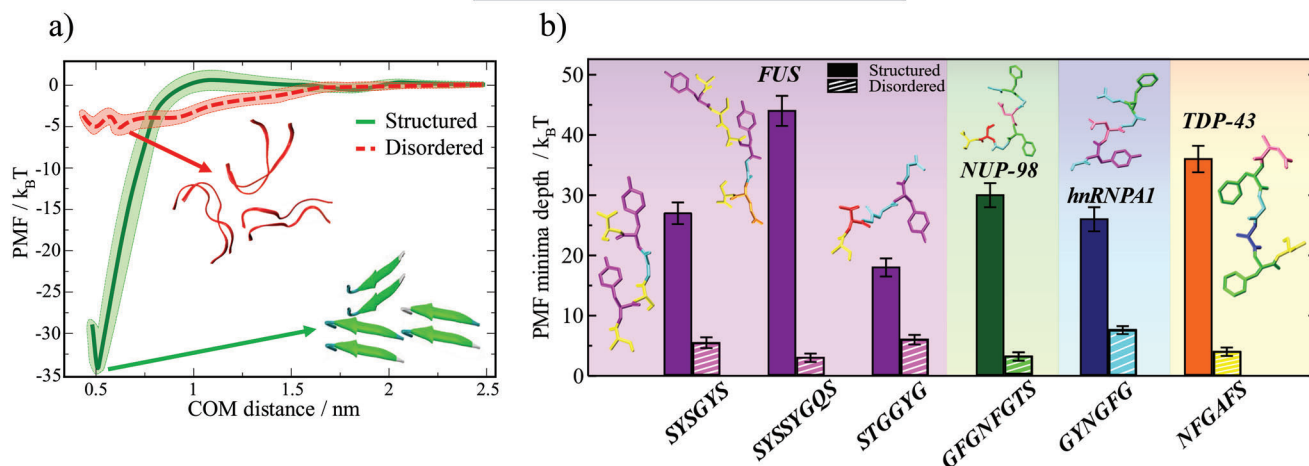 a)
0
-5
-10
-15
-20
-25
-30
-35
PMF / kBT
Structured
Disordered
0.5 1 1.5 2 2.5
COM distance / nm
b)
50
40
30
20
10
0
PMF minima depth / kBT
FUS
Structured
Disordered
NUP-98
hnRNPA1
TDP-43
SYSGYS
SYSSYGQS
STGGYG
GFGNFGTS
GYNGFG
NFGAFS